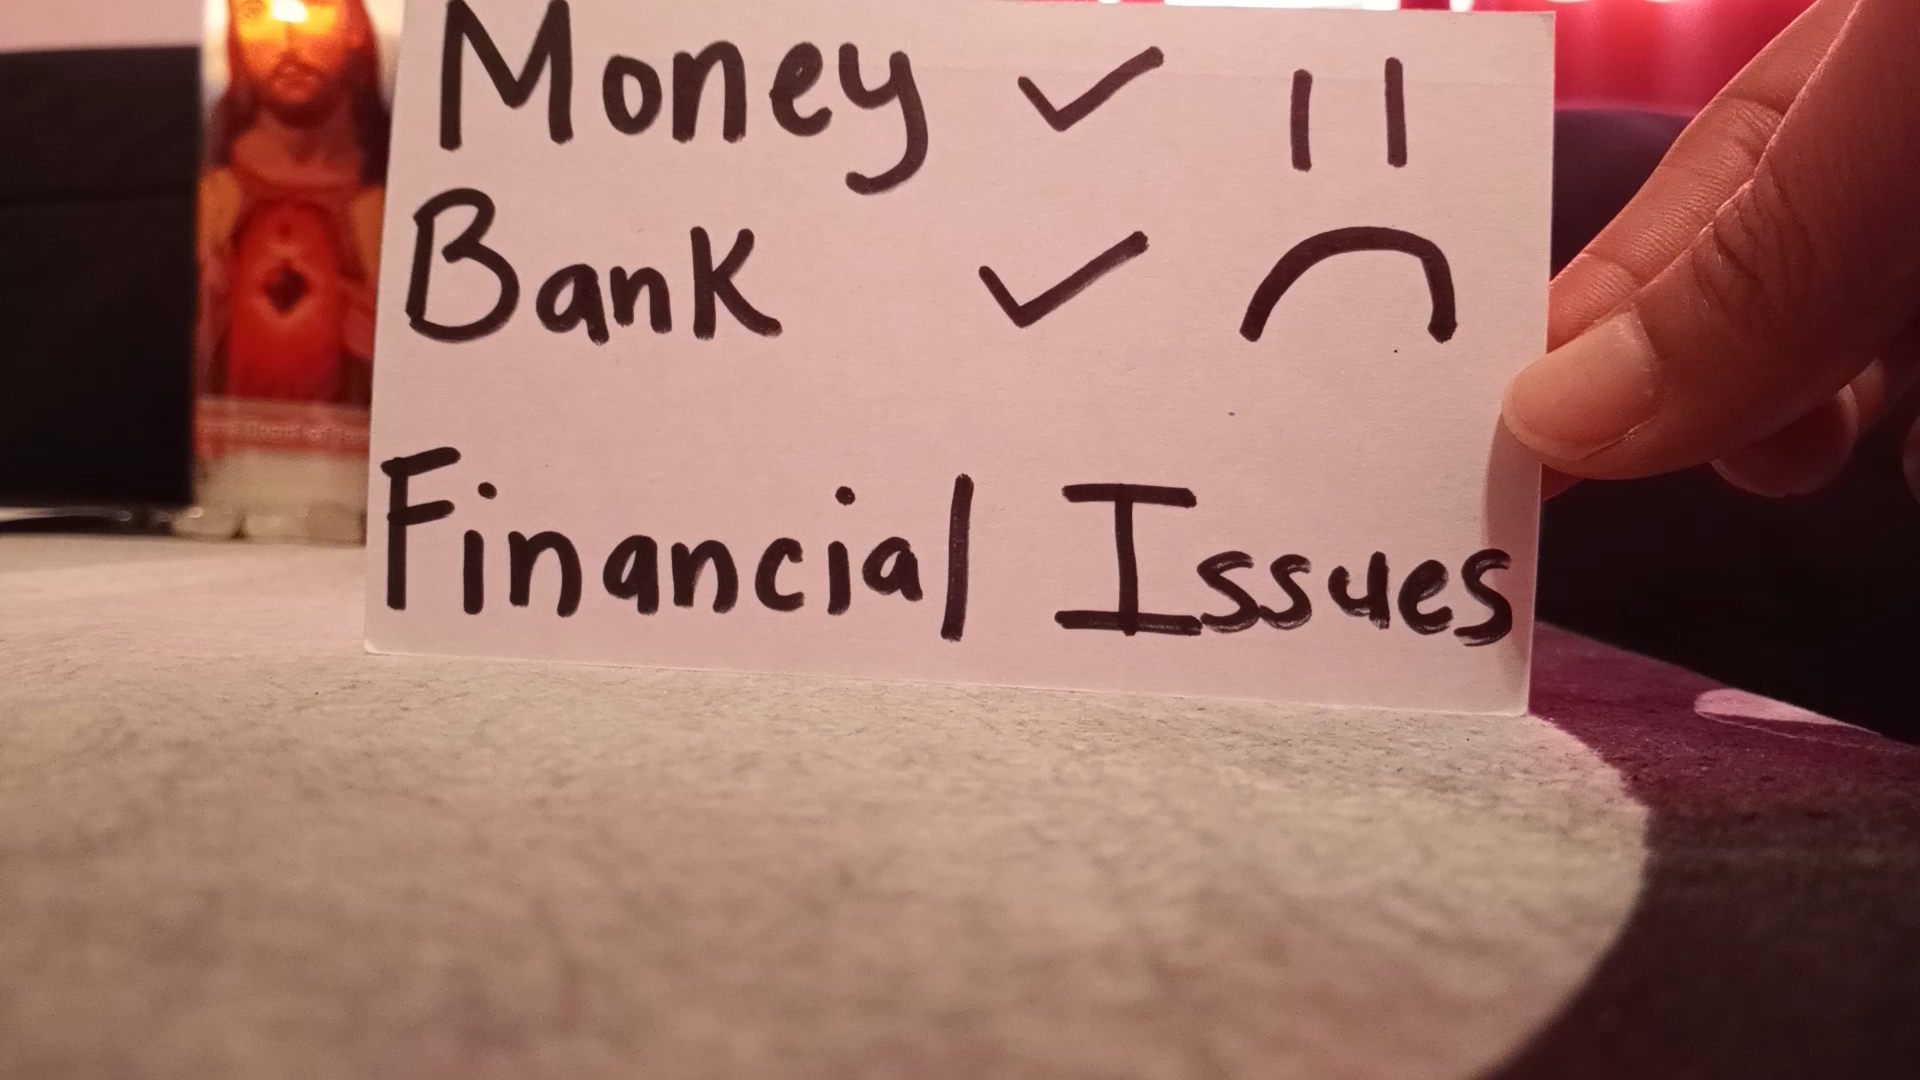 Money ✓
Bank ✓
Financial Issues